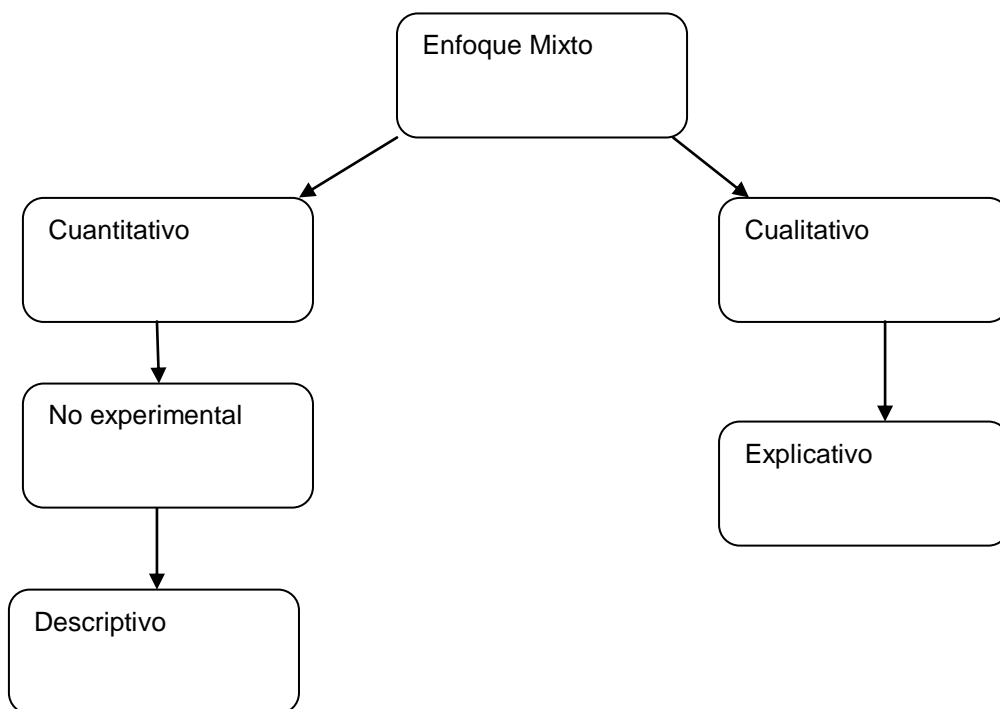 Enfoque Mixto
Cuantitativo
Cualitativo
No experimental
Explicativo
Descriptivo